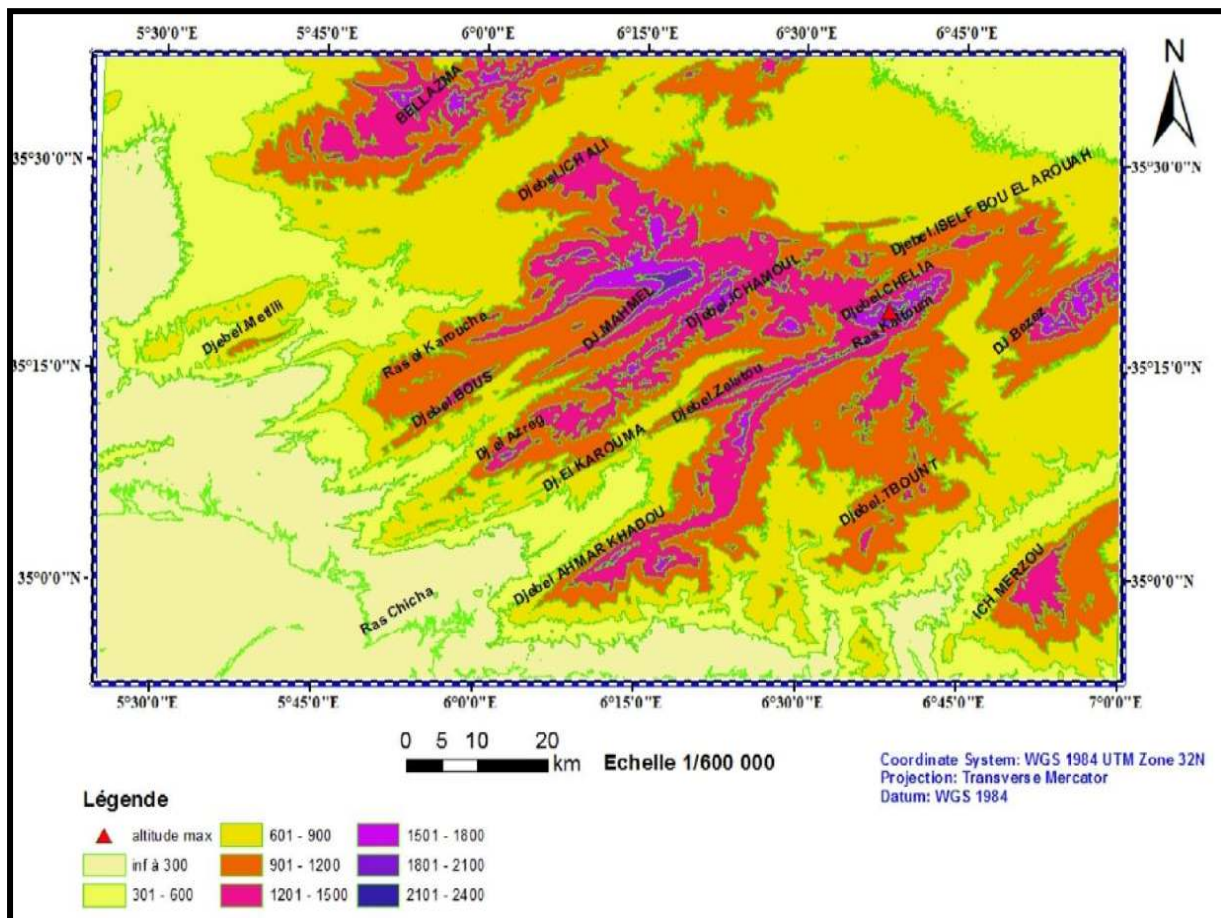 5°30'0"E 5°45'0"E 6°0'0"E 6°15'0"E 6°30'0"E 6°45'0"E
N
35°30'0"N
35°30'0"N
35°15'0"N
35°15'0"N
35°0'0"N
35°0'0"N
BELLAZMA
Djebel.ICH ALI
Djebel.ISELF BOU EL AROUAH
Djebel.Metlili
Ras el Karouche
DJ.MAHMEL
Djebel.ICHAMOUL
Djebel.CHELIA
Ras Kaltoum
DJ.Bezez
Djebel.BOUS
Dj el Azreg
Djebel.Zelatou
Dj.El KAROUMA
Djebel.TBOUNT
Djebel.AHMAR KHADOU
Ras Chicha
ICH MERZOU
5°30'0"E 5°45'0"E 6°0'0"E 6°15'0"E 6°30'0"E 6°45'0"E 7°0'0"E
0 5 10 20
km Echelle 1/600 000
Coordinate System: WGS 1984 UTM Zone 32N
Projection: Transverse Mercator
Datum: WGS 1984
Légende
altitude max
inf à 300
301 - 600
601 - 900
901 - 1200
1201 - 1500
1501 - 1800
1801 - 2100
2101 - 2400